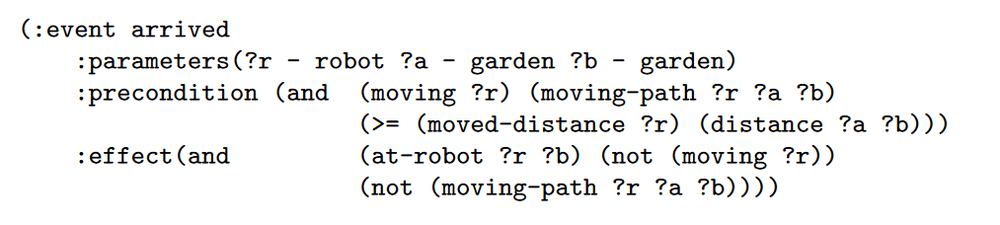 (:event arrived
:parameters(?r - robot ?a - garden ?b - garden)
:precondition (and (moving ?r) (moving-path ?r ?a ?b)
(>= (moved-distance ?r) (distance ?a ?b)))
:effect(and (at-robot ?r ?b) (not (moving ?r))
(not (moving-path ?r ?a ?b))))